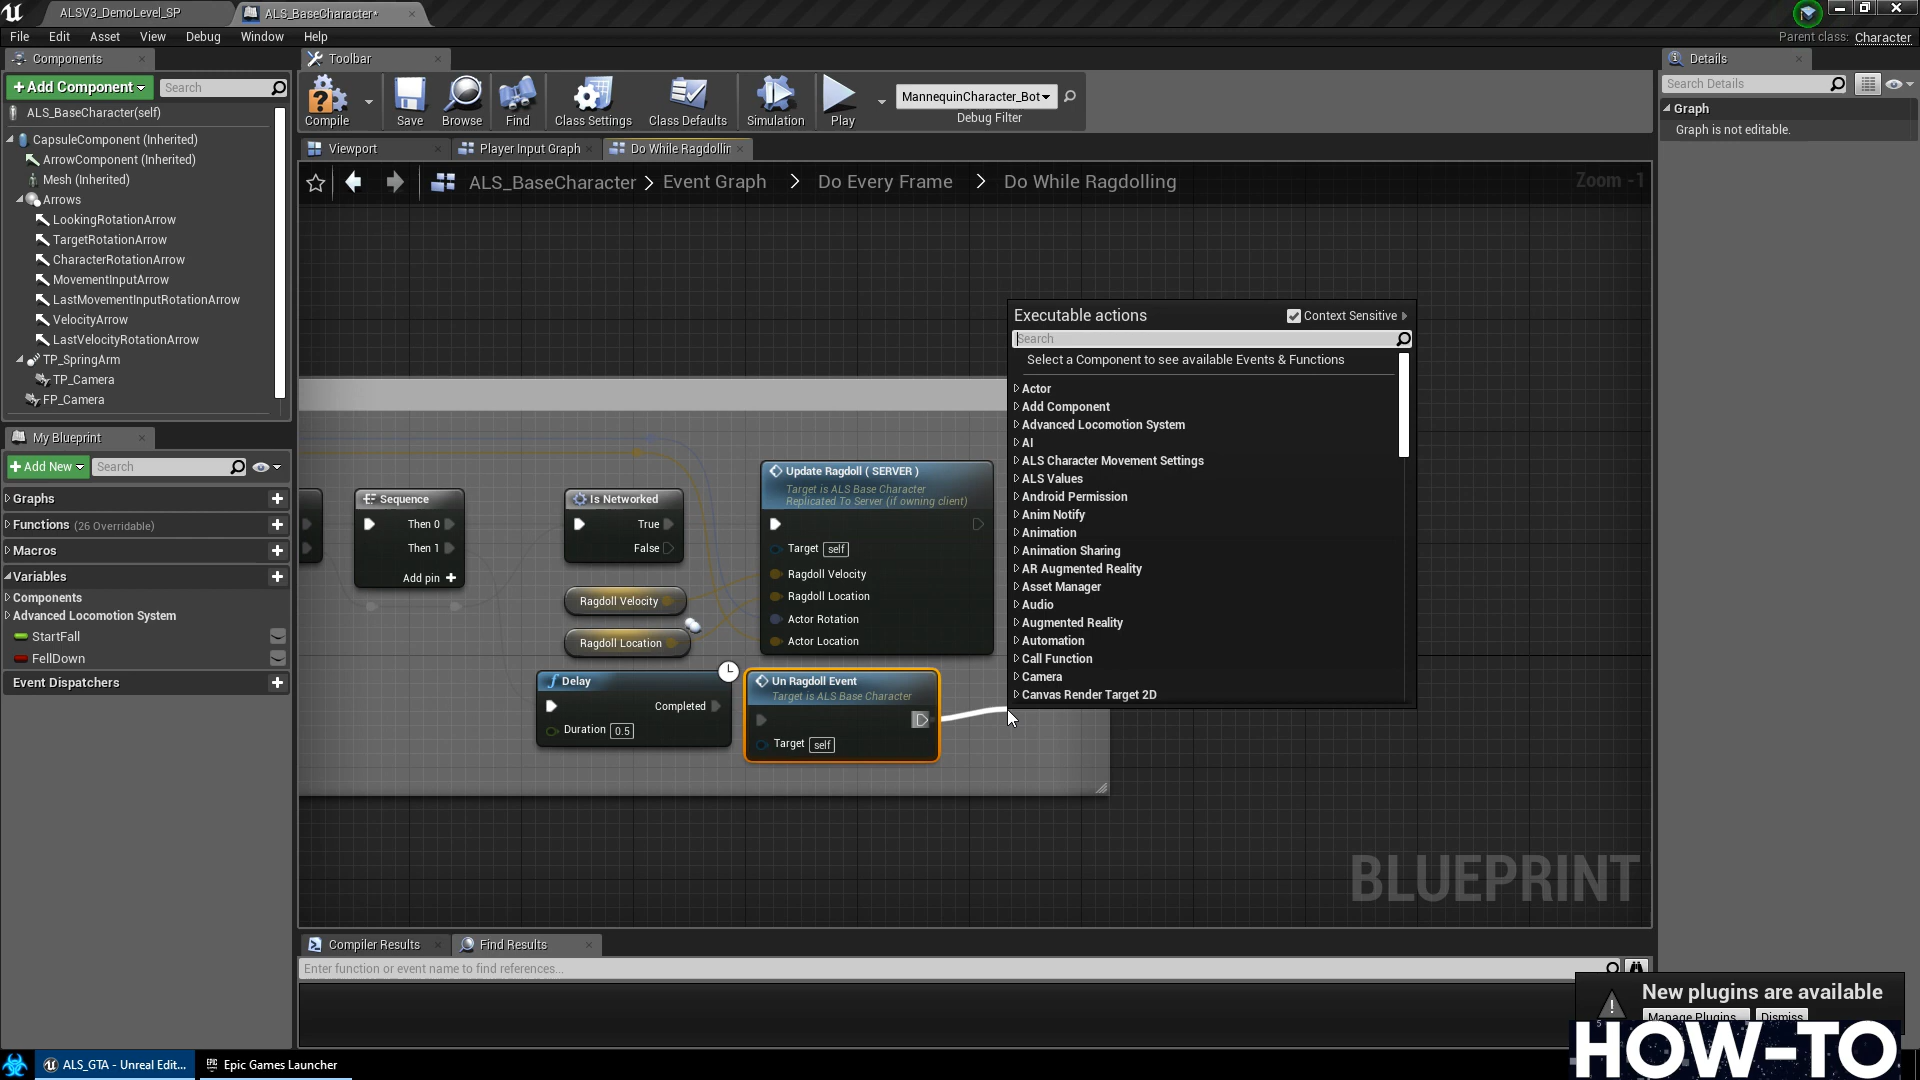 ALSV3_DemoLevel_SP
ALS_BaseCharacter*
File Edit Asset View Debug Window Help
Parent class: Character
Components
+Add Component
Search
ALS_BaseCharacter(self)
CapsuleComponent (Inherited)
ArrowComponent (Inherited)
Mesh (Inherited)
Arrows
LookingRotationArrow
TargetRotationArrow
CharacterRotationArrow
MovementInputArrow
LastMovementInputRotationArrow
VelocityArrow
LastVelocityRotationArrow
TP_SpringArm
TP_Camera
FP_Camera
My Blueprint
+Add New
Search
Graphs
Functions (26 Overridable)
Macros
Variables
Components
Advanced Locomotion System
StartFall
FellDown
Event Dispatchers
Toolbar
Compile
Save
Browse
Find
Class Settings
Class Defaults
Simulation
Play
MannequinCharacter_Bot
Debug Filter
Viewport
Player Input Graph
Do While Ragdollin
ALS_BaseCharacter > Event Graph > Do Every Frame > Do While Ragdolling
Zoom -1
Sequence
Then 0
Then 1
Add pin +
Is Networked
True
False
Ragdoll Velocity
Ragdoll Location
Update Ragdoll ( SERVER )
Target is ALS Base Character
Replicated To Server (if owning client)
Target self
Ragdoll Velocity
Ragdoll Location
Actor Rotation
Actor Location
Delay
Completed
Duration 0.5
Un Ragdoll Event
Target is ALS Base Character
Target self
Executable actions
Context Sensitive
Search
Select a Component to see available Events & Functions
Actor
Add Component
Advanced Locomotion System
AI
ALS Character Movement Settings
ALS Values
Android Permission
Anim Notify
Animation
Animation Sharing
AR Augmented Reality
Asset Manager
Audio
Augmented Reality
Automation
Call Function
Camera
Canvas Render Target 2D
BLUEPRINT
Compiler Results
Find Results
Enter function or event name to find references...
Details
Search Details
Graph
Graph is not editable.
New plugins are available
Manage Plugins...
Dismiss
HOW-TO
ALS_GTA - Unreal Edit...
Epic Games Launcher